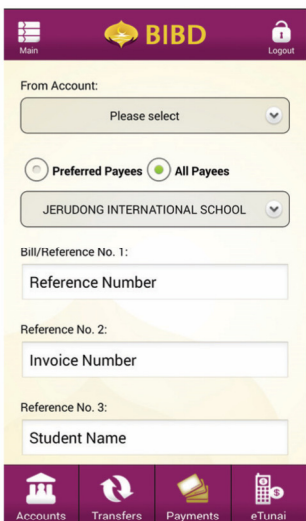 BIBD
Main
Logout
From Account:
Please select
Preferred Payees All Payees
JERUDONG INTERNATIONAL SCHOOL
Bill/Reference No. 1:
Reference Number
Reference No. 2:
Invoice Number
Reference No. 3:
Student Name
Accounts Transfers Payments eTunai